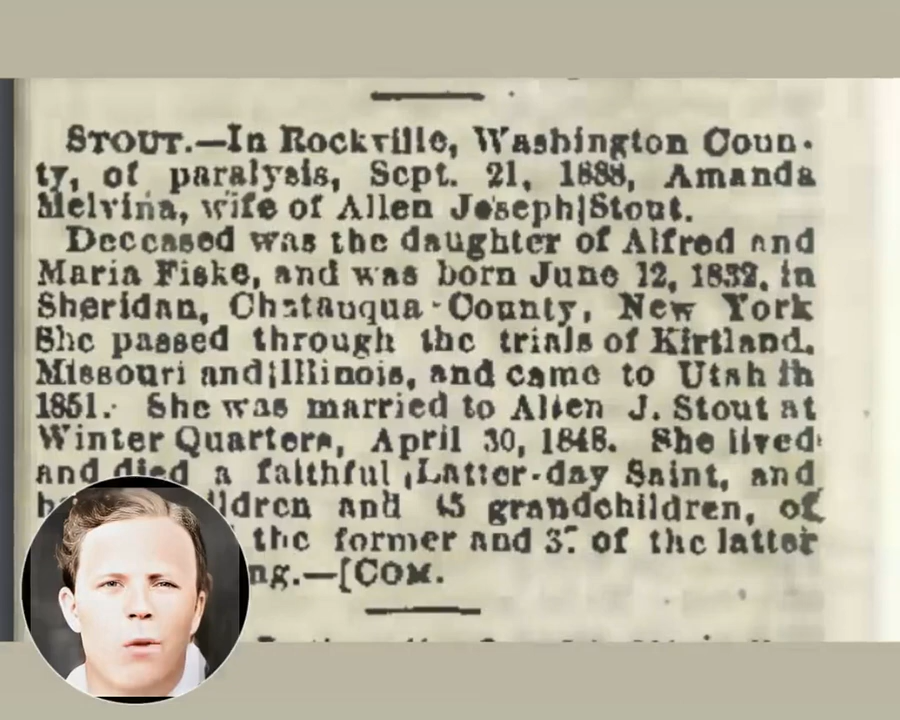 STOUT.—In Rockville, Washington Coun-
ty, of paralysis, Sept. 21, 1888, Amanda
Melvina, wife of Allen Joseph Stout.
Deceased was the daughter of Alfred and
Maria Fiske, and was born June 12, 1832, in
Sheridan, Chatauqua County, New York
She passed through the trials of Kirtland,
Missouri and Illinois, and came to Utah in
1851. She was married to Allen J. Stout at
Winter Quarters, April 30, 1848. She lived
and died a faithful Latter-day Saint, and
and 45 grandchildren, of
the former and of the latter
—[COM.